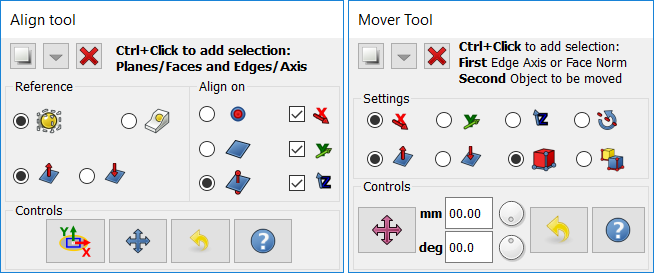 Align tool
Ctrl+Click to add selection:
Planes/Faces and Edges/Axis
Reference
Align on
X
Y
Z
Controls
Y
X
?
Mover Tool
Ctrl+Click to add selection:
First Edge Axis or Face Norm
Second Object to be moved
Settings
X
Y
Z
Controls
mm 00.00
deg 00.0
?